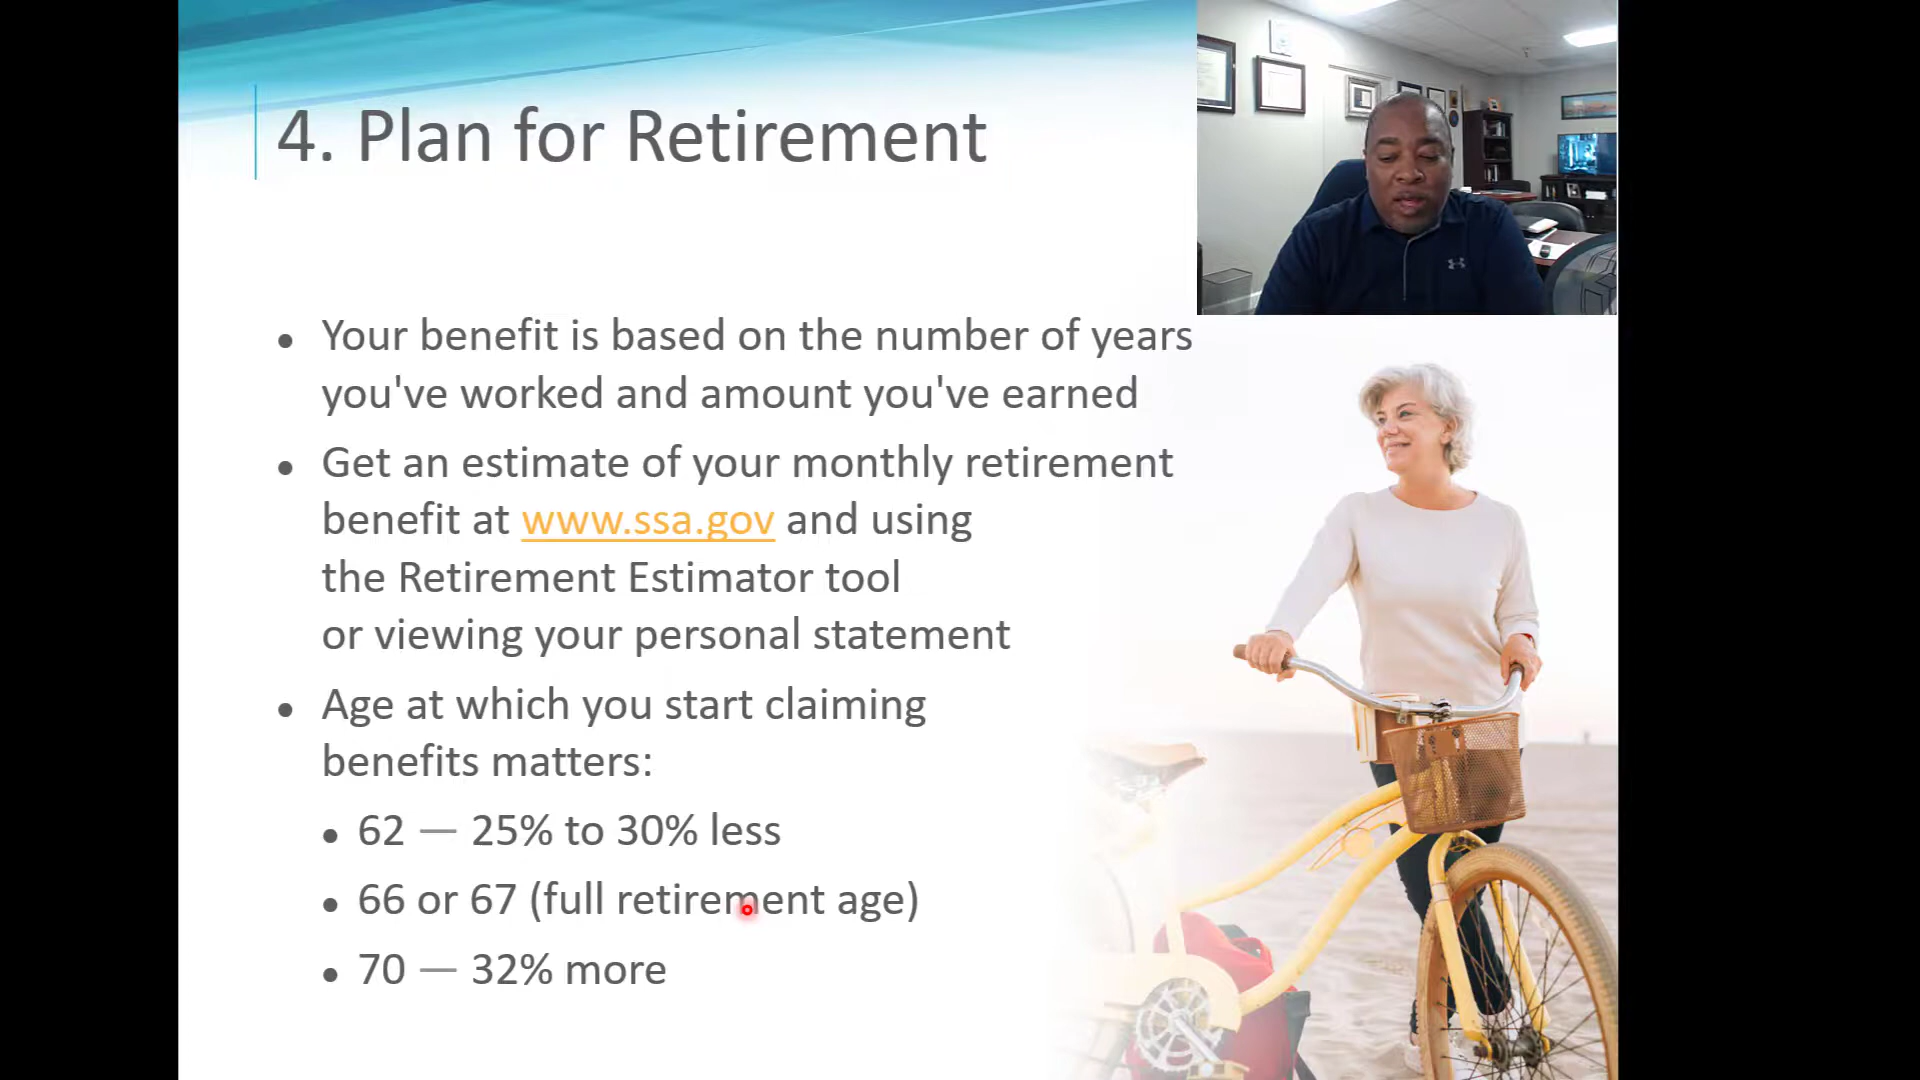 4. Plan for Retirement
• Your benefit is based on the number of years
you've worked and amount you've earned
• Get an estimate of your monthly retirement
benefit at www.ssa.gov and using
the Retirement Estimator tool
or viewing your personal statement
• Age at which you start claiming
benefits matters:
• 62 — 25% to 30% less
• 66 or 67 (full retirement age)
• 70 — 32% more